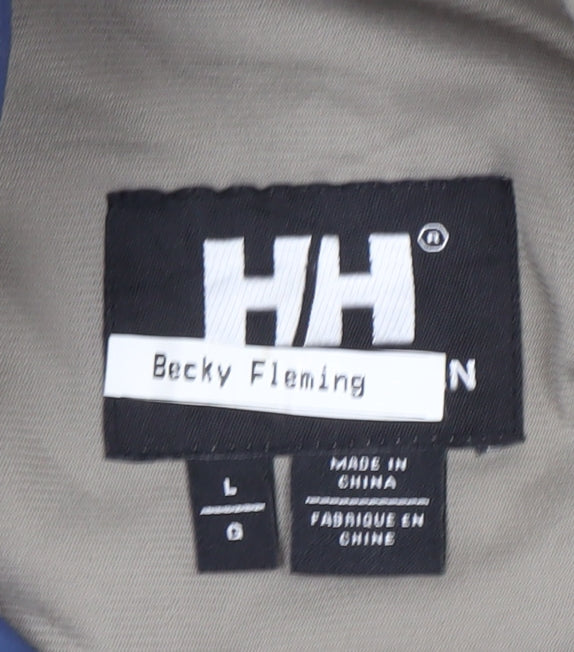 HH®
Becky Fleming
N
L
G
MADE IN
CHINA
FABRIQUE EN
CHINE